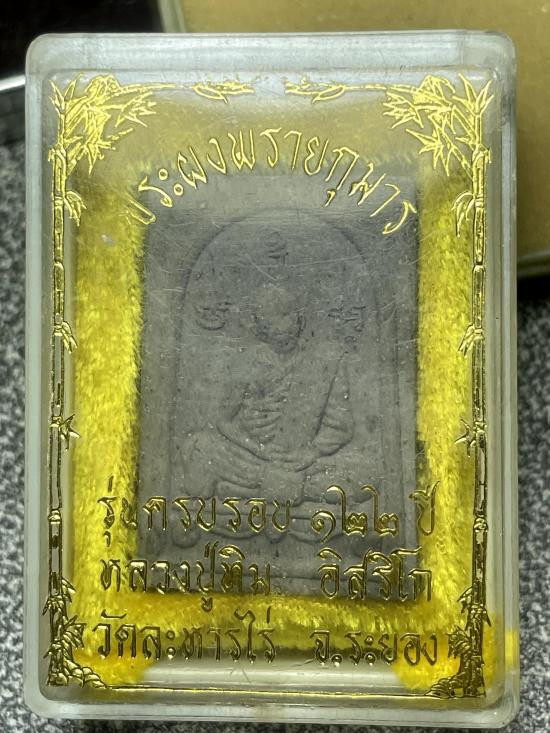 พระผงพรายกุมาร
รุ่นครบรอบ ๑๒๒ ปี
หลวงปู่ทิม อิสริโก
วัดละหารไร่ จ.ระยอง